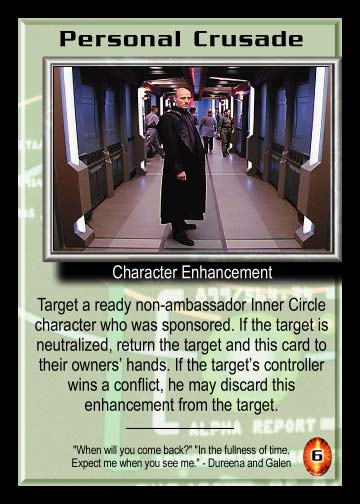 Personal Crusade
Character Enhancement
Target a ready non-ambassador Inner Circle
character who was sponsored. If the target is
neutralized, return the target and this card to
their owners' hands. If the target's controller
wins a conflict, he may discard this
enhancement from the target.
"When will you come back?" "In the fullness of time.
Expect me when you see me." - Dureena and Galen
6
ALPHA REPORT